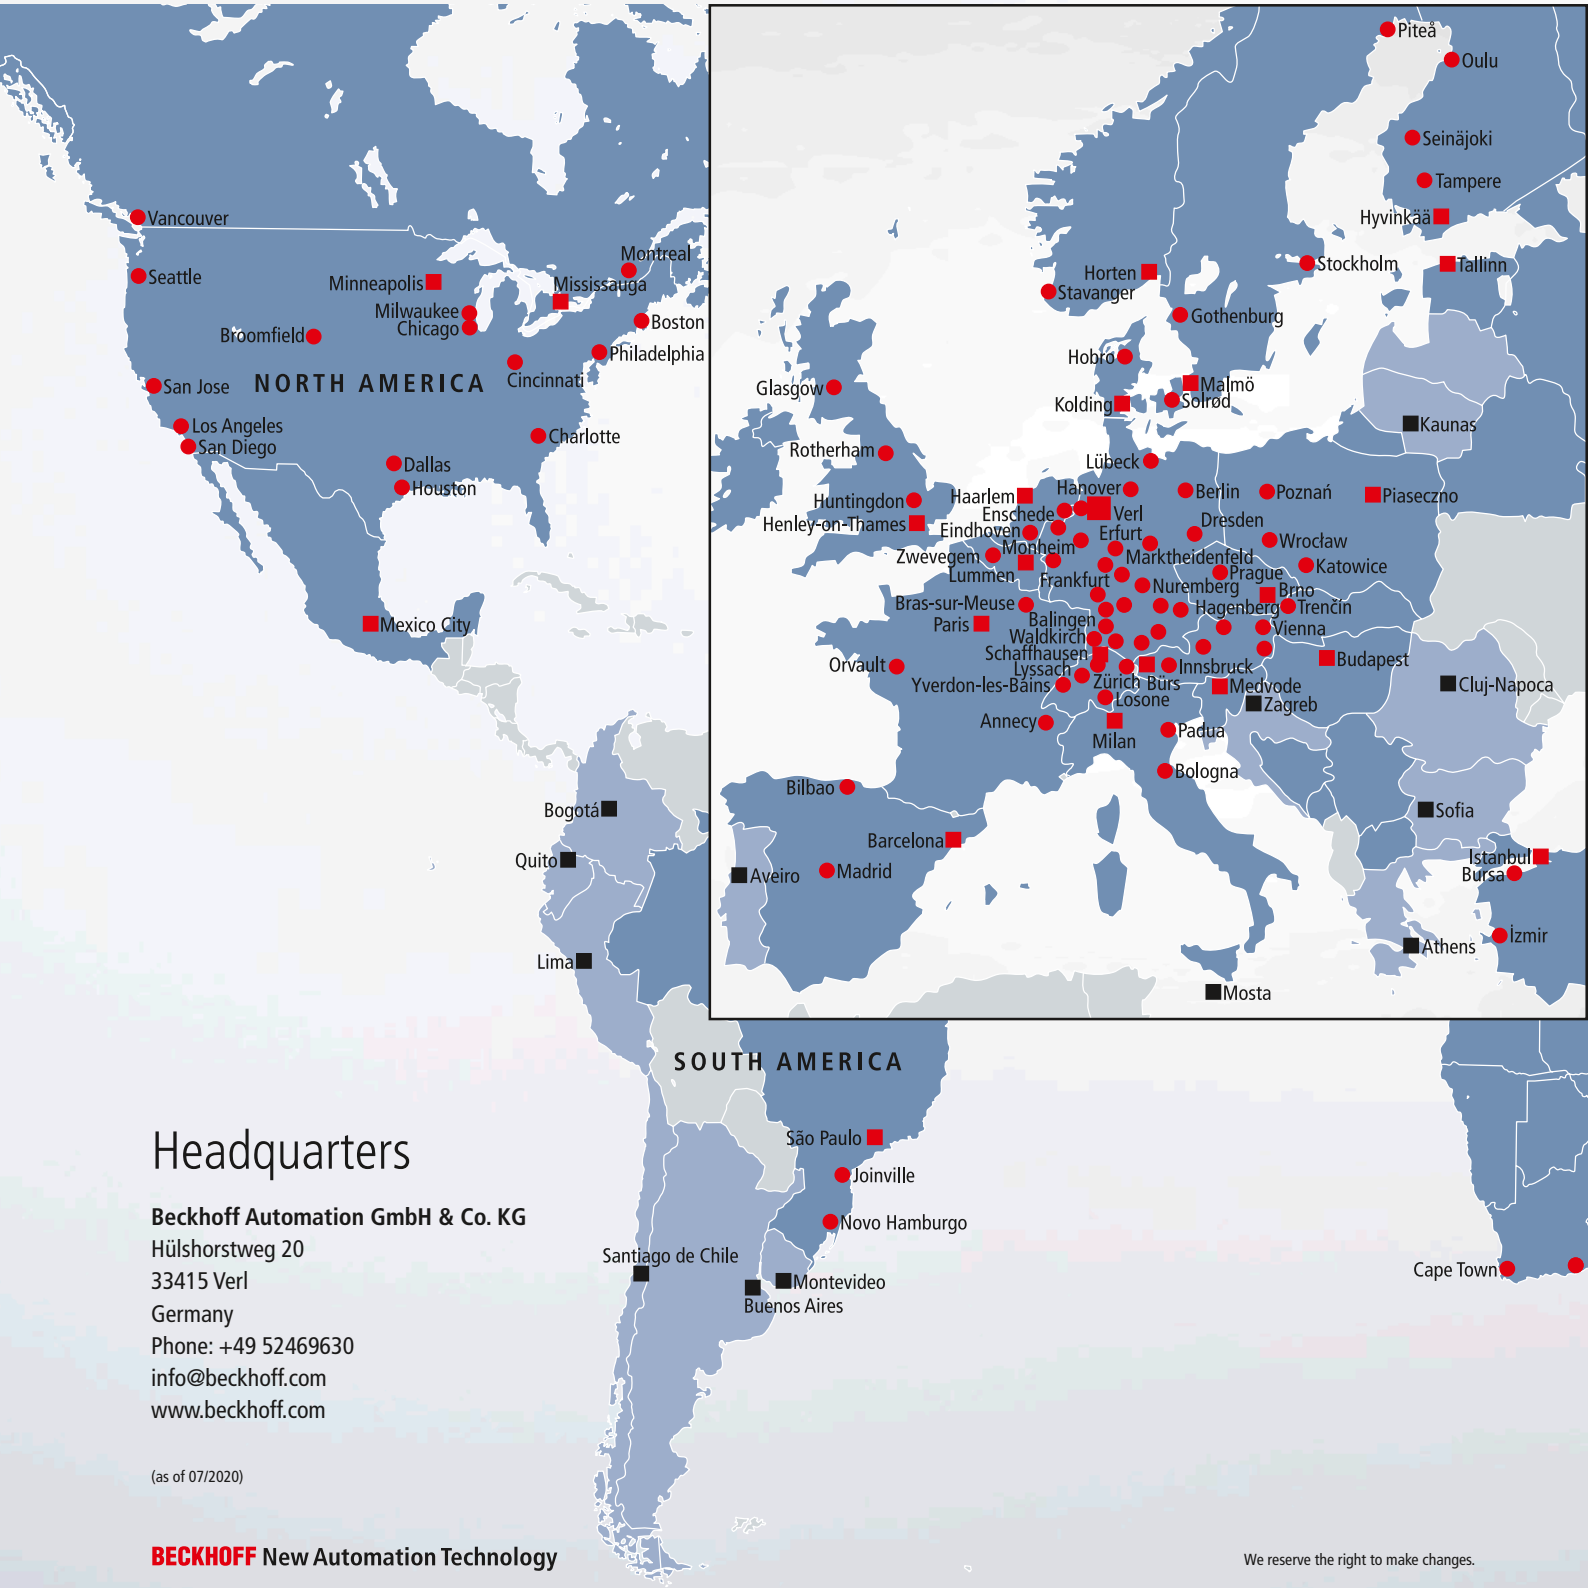 Vancouver
Seattle
Minneapolis
Montreal
Mississauga
Milwaukee
Chicago
Boston
Broomfield
Philadelphia
Cincinnati
San Jose
NORTH AMERICA
Los Angeles
San Diego
Charlotte
Dallas
Houston
Mexico City
Bogotá
Quito
Lima
SOUTH AMERICA
São Paulo
Joinville
Novo Hamburgo
Santiago de Chile
Montevideo
Buenos Aires
Cape Town
Piteå
Oulu
Seinäjoki
Tampere
Hyvinkää
Stockholm
Tallinn
Horten
Stavanger
Gothenburg
Hobro
Malmö
Kolding
Solrød
Glasgow
Kaunas
Rotherham
Lübeck
Huntingdon
Henley-on-Thames
Haarlem
Hanover
Berlin
Poznań
Piaseczno
Enschede
Verl
Eindhoven
Erfurt
Dresden
Wrocław
Zwevegem
Monheim
Marktheidenfeld
Katowice
Lummen
Frankfurt
Nuremberg
Prague
Brno
Bras-sur-Meuse
Hagenberg
Trenčín
Paris
Balingen
Vienna
Waldkirch
Schaffhausen
Budapest
Orvault
Lyssach
Innsbruck
Yverdon-les-Bains
Zürich
Bürs
Medvode
Cluj-Napoca
Losone
Zagreb
Annecy
Milan
Padua
Bologna
Bilbao
Sofia
Barcelona
Istanbul
Aveiro
Madrid
Bursa
İzmir
Athens
Mosta
Headquarters
Beckhoff Automation GmbH & Co. KG
Hülshorstweg 20
33415 Verl
Germany
Phone: +49 52469630
info@beckhoff.com
www.beckhoff.com
(as of 07/2020)
BECKHOFF New Automation Technology
We reserve the right to make changes.